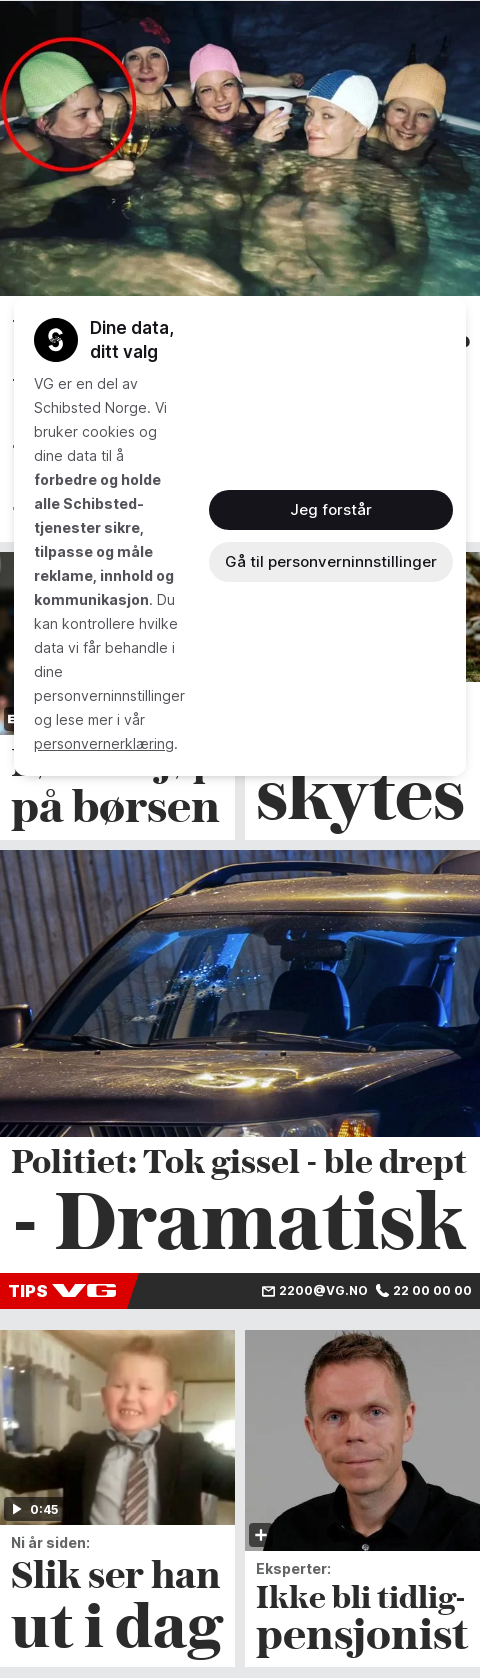 Dine data,
ditt valg
VG er en del av
Schibsted Norge. Vi
bruker cookies og
dine data til å
forbedre og holde
alle Schibsted-
tjenester sikre,
tilpasse og måle
reklame, innhold og
kommunikasjon. Du
kan kontrollere hvilke
data vi får behandle i
dine
personverninnstillinger
og lese mer i vår
personvernerklæring.
Jeg forstår
Gå til personverninnstillinger
på børsen
skytes
Politiet: Tok gissel - ble drept
- Dramatisk
TIPS VG
2200@VG.NO 22 00 00 00
0:45
Ni år siden:
Slik ser han
ut i dag
Eksperter:
Ikke bli tidlig-
pensjonist